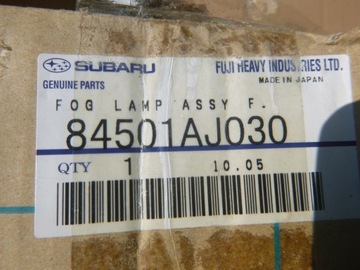 SUBARU
FUJI HEAVY INDUSTRIES LTD.
GENUINE PARTS
MADE IN JAPAN
FOG LAMP ASSY F.
84501AJ030
QTY 1 10.05